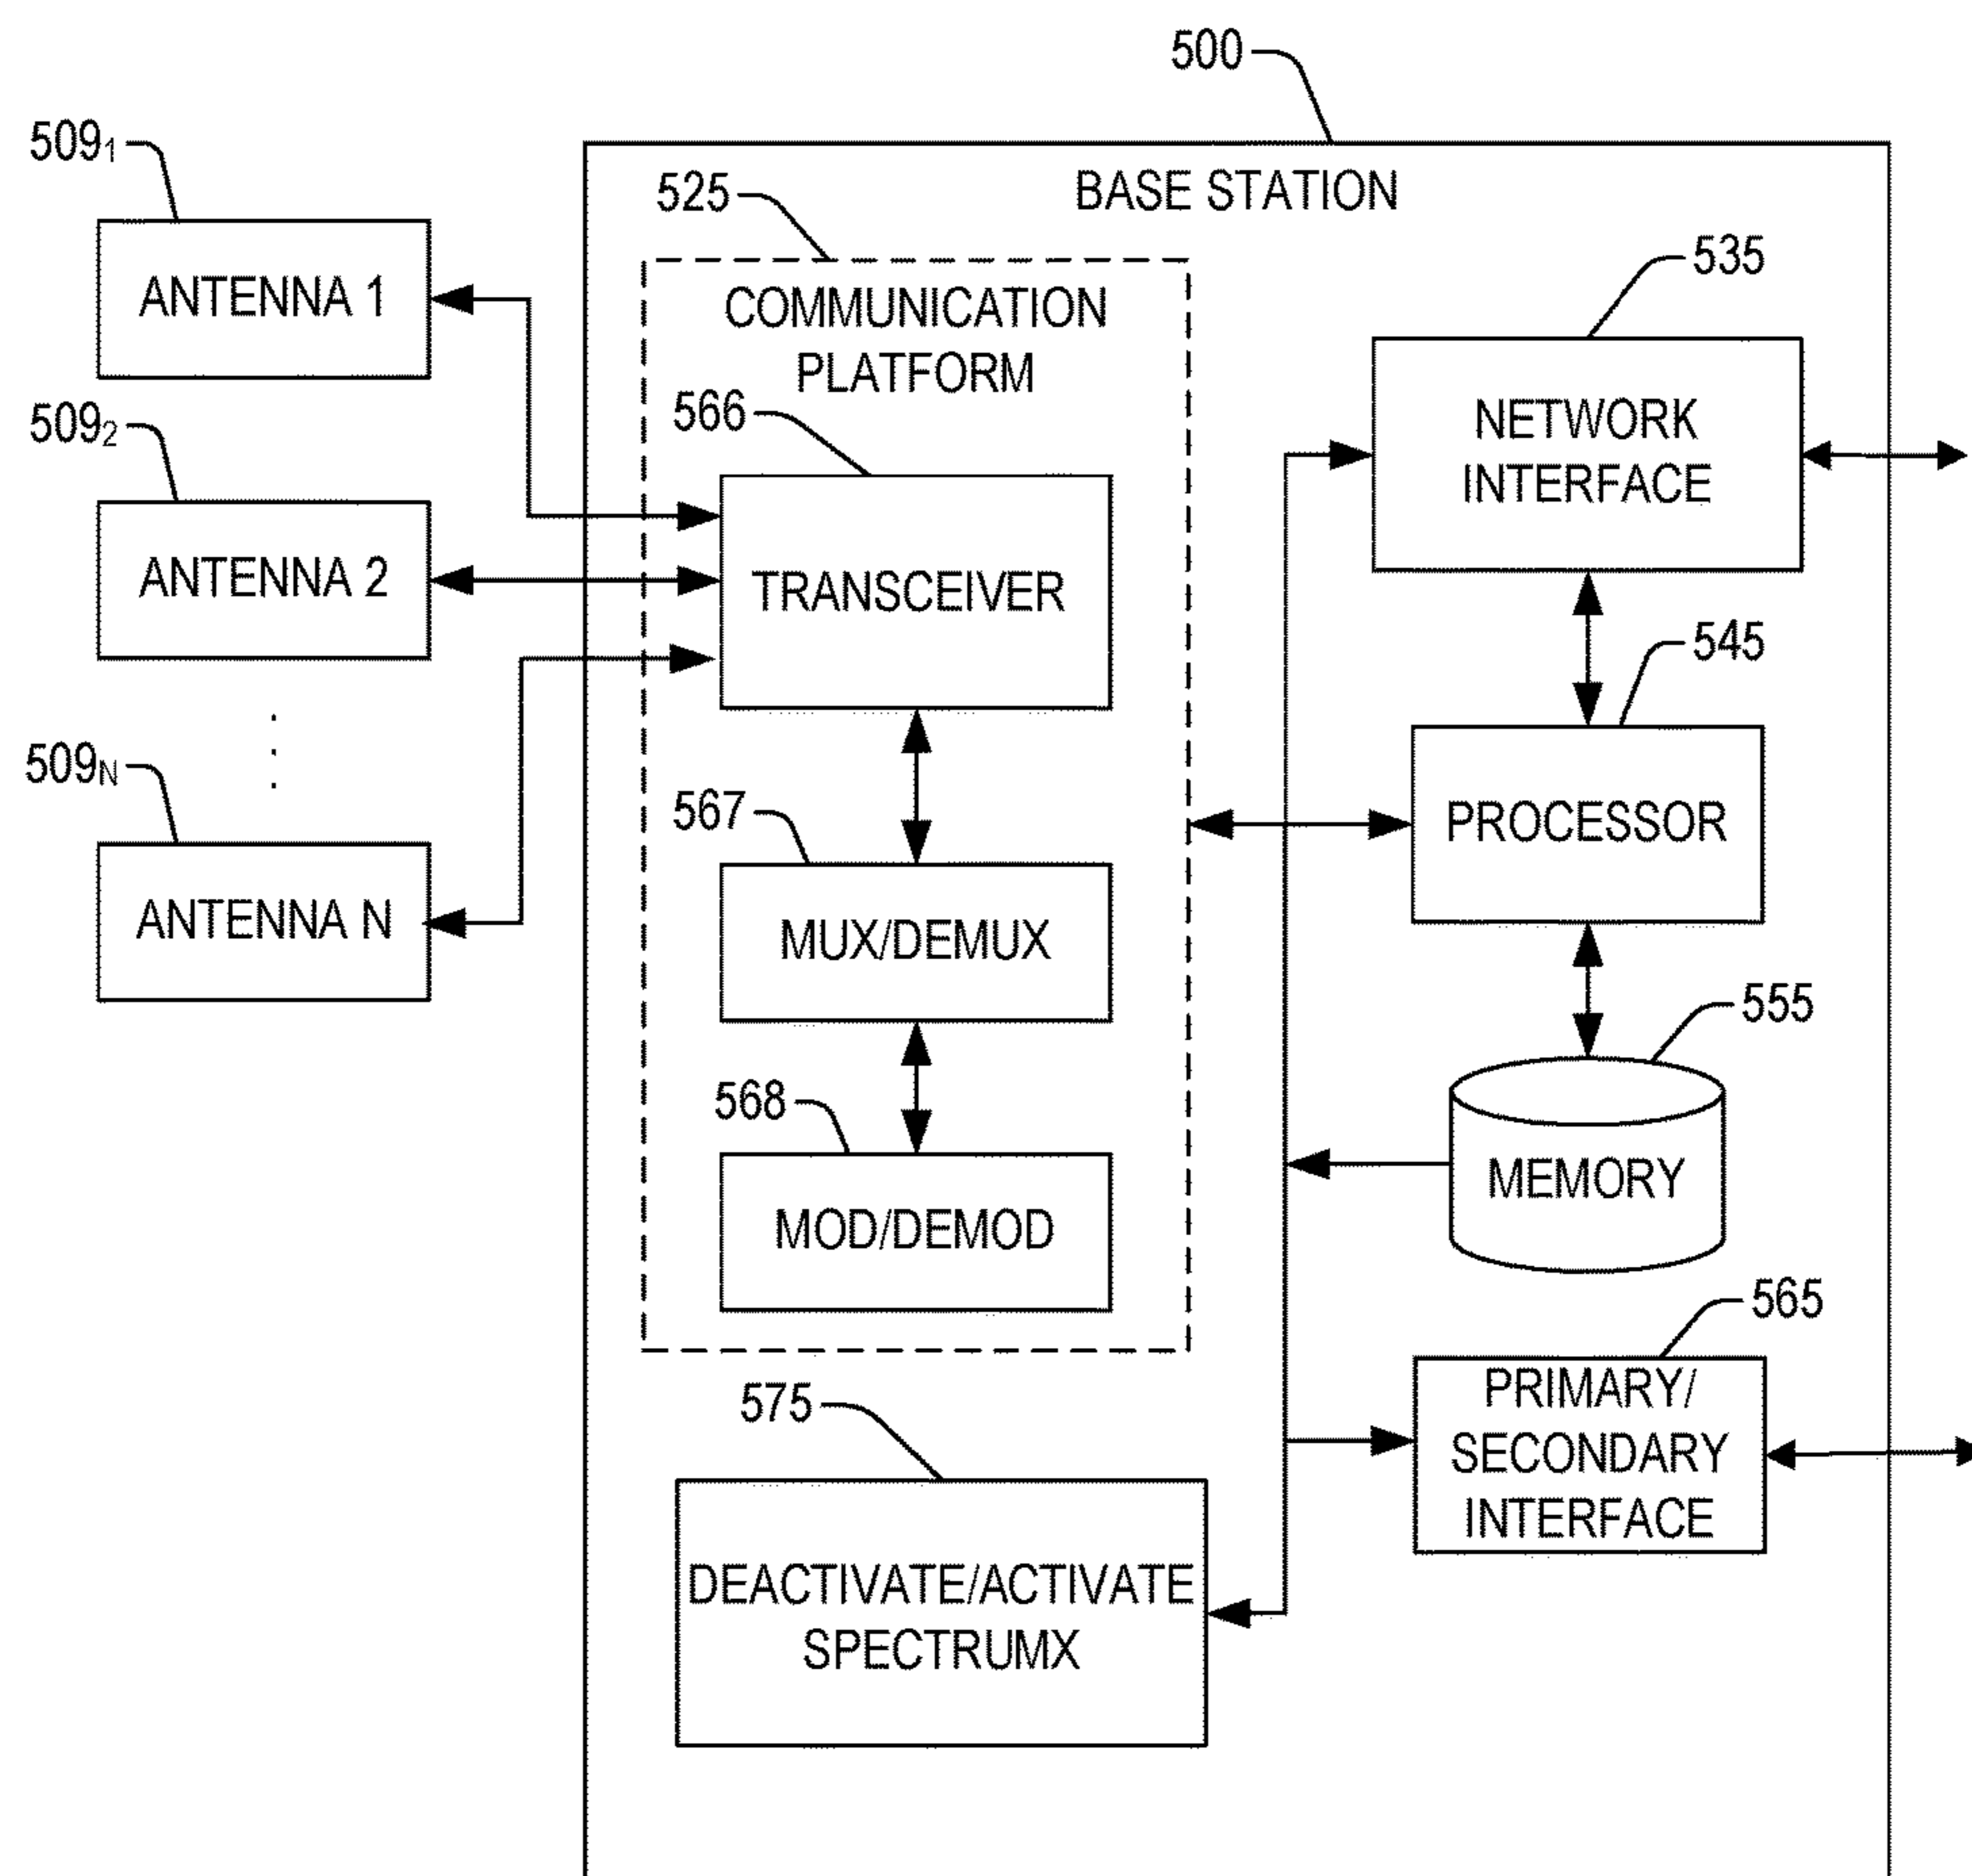 500
BASE STATION
509₁
ANTENNA 1
509₂
ANTENNA 2
509N
ANTENNA N
525
COMMUNICATION
PLATFORM
566
TRANSCEIVER
567
MUX/DEMUX
568
MOD/DEMOD
575
DEACTIVATE/ACTIVATE
SPECTRUMX
535
NETWORK
INTERFACE
545
PROCESSOR
555
MEMORY
565
PRIMARY/
SECONDARY
INTERFACE